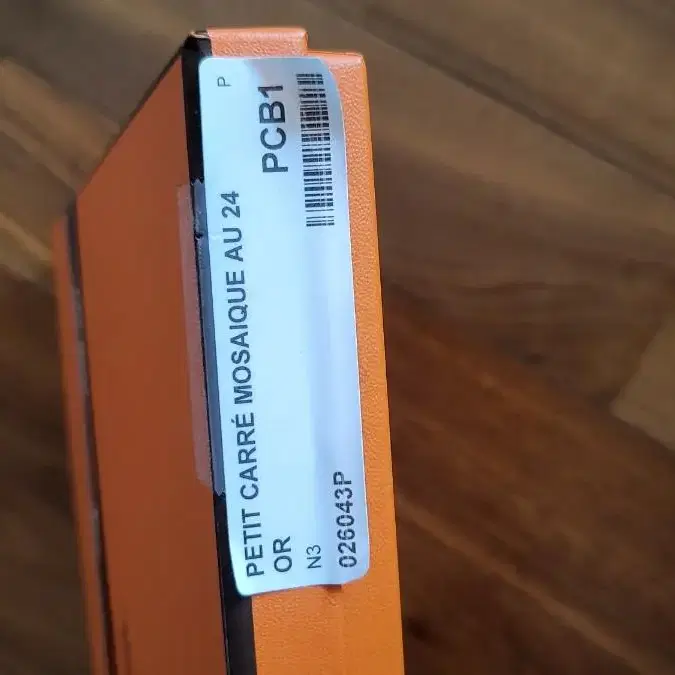 P
PCB1
PETIT CARRÉ MOSAIQUE AU 24
OR
N3
026043P